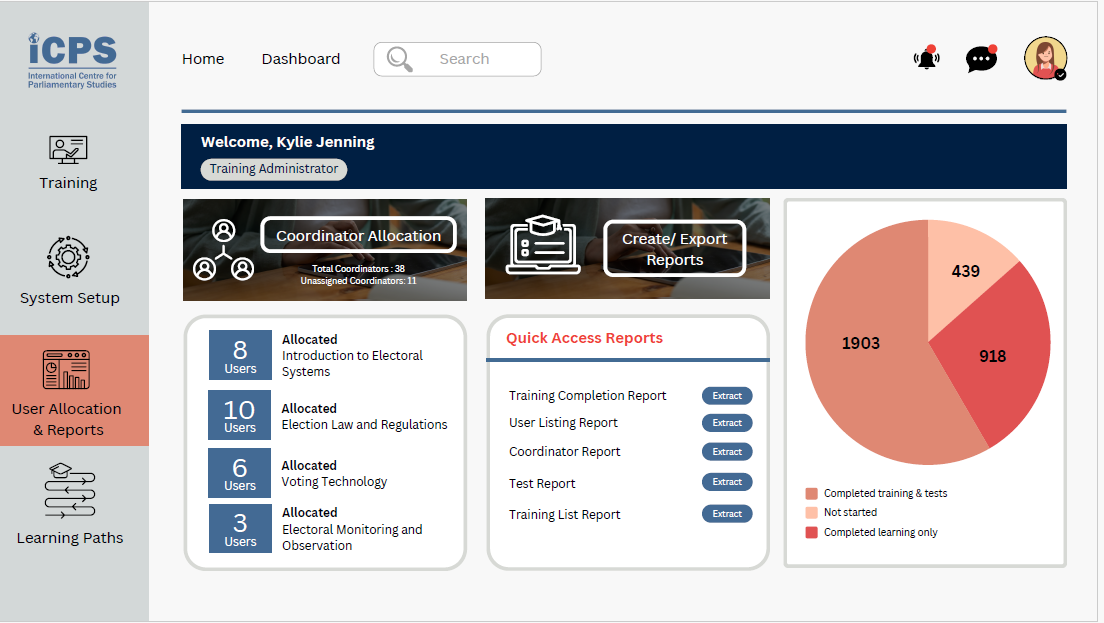 iCPS
International Centre for
Parliamentary Studies
Home
Dashboard
Search
Training
System Setup
User Allocation
& Reports
Learning Paths
Welcome, Kylie Jenning
Training Administrator
Coordinator Allocation
Total Coordinators : 38
Unassigned Coordinators: 11
Create/ Export
Reports
8
Users
Allocated
Introduction to Electoral
Systems
10
Users
Allocated
Election Law and Regulations
6
Users
Allocated
Voting Technology
3
Users
Allocated
Electoral Monitoring and
Observation
Quick Access Reports
Training Completion Report
Extract
User Listing Report
Extract
Coordinator Report
Extract
Test Report
Extract
Training List Report
Extract
439
1903
918
Completed training & tests
Not started
Completed learning only